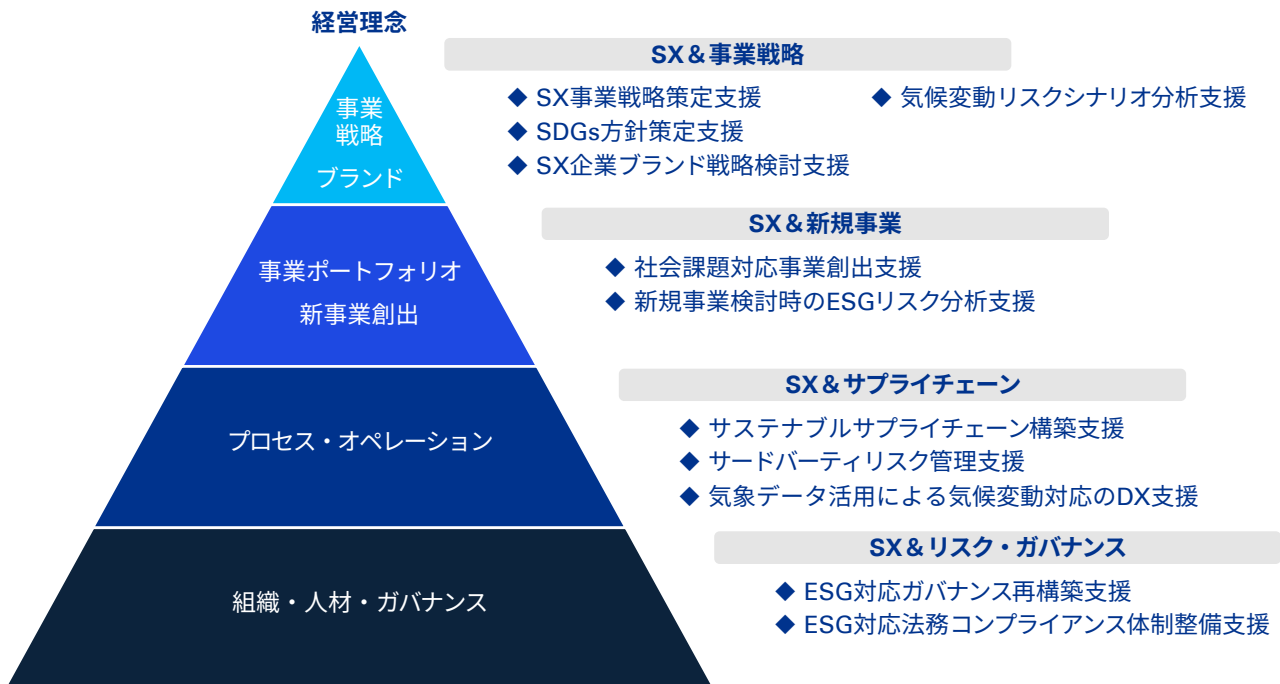 経営理念
事業
戦略
ブランド
SX＆事業戦略
◆ SX事業戦略策定支援
◆ SDGs方針策定支援
◆ SX企業ブランド戦略検討支援
◆ 気候変動リスクシナリオ分析支援
事業ポートフォリオ
新事業創出
SX＆新規事業
◆ 社会課題対応事業創出支援
◆ 新規事業検討時のESGリスク分析支援
プロセス・オペレーション
SX＆サプライチェーン
◆ サステナブルサプライチェーン構築支援
◆ サードバーティリスク管理支援
◆ 気象データ活用による気候変動対応のDX支援
組織・人材・ガバナンス
SX＆リスク・ガバナンス
◆ ESG対応ガバナンス再構築支援
◆ ESG対応法務コンプライアンス体制整備支援